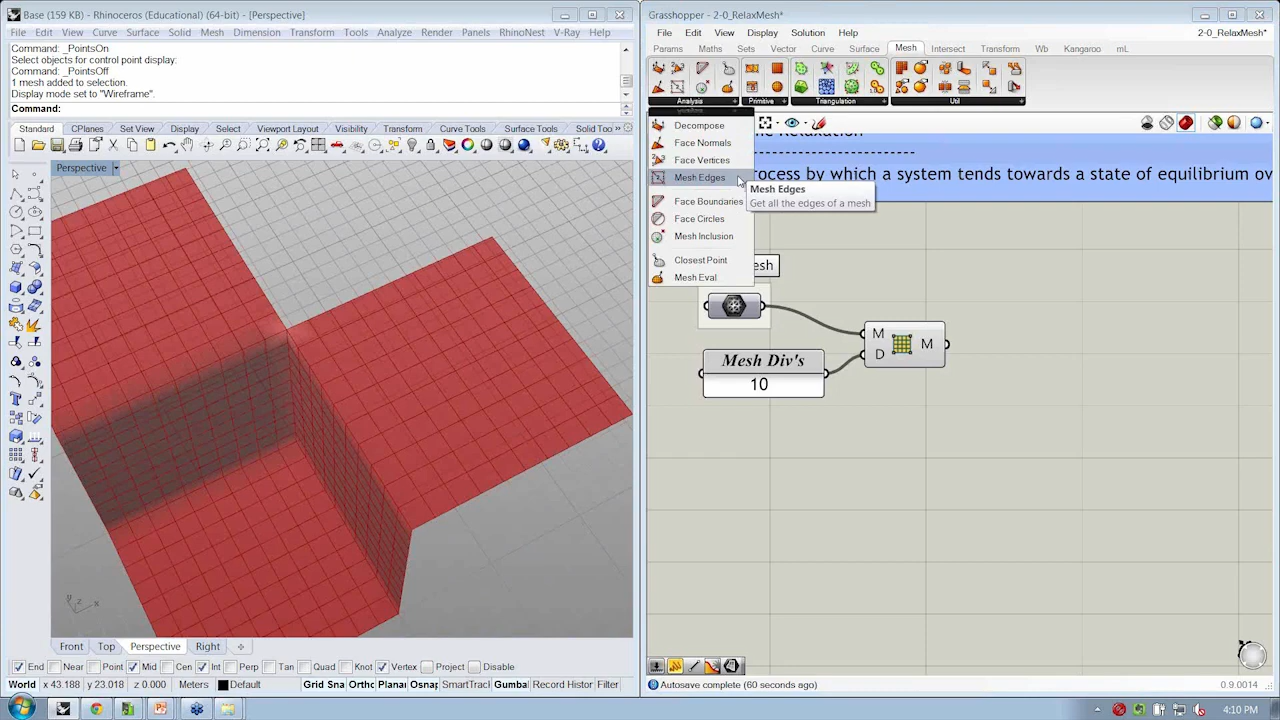 Base (159 KB) - Rhinoceros (Educational) (64-bit) - [Perspective]
File Edit View Curve Surface Solid Mesh Dimension Transform Tools Analyze Render Panels RhinoNest V-Ray Help
Command: _PointsOn
Select objects for control point display:
Command: _PointsOff
1 mesh added to selection.
Display mode set to "Wireframe".
Command:
Standard CPlanes Set View Display Select Viewport Layout Visibility Transform Curve Tools Surface Tools Solid Too »
Perspective
z y x
Front Top Perspective Right
End Near Point Mid Cen Int Perp Tan Quad Knot Vertex Project Disable
World x 43.188 y 23.018 z 0.000 Meters Default Grid Sna Ortho Planar Osnap SmartTrack Gumba Record Histor Filter
Grasshopper - 2-0_RelaxMesh*
File Edit View Display Solution Help 2-0_RelaxMesh*
Params Maths Sets Vector Curve Surface Mesh Intersect Transform Wb Kangaroo mL
Analysis Primitive Triangulation Util
Decompose
Face Normals
Face Vertices
Mesh Edges
Face Boundaries
Face Circles
Mesh Inclusion
Closest Point
Mesh Eval
Mesh Edges
Get all the edges of a mesh
------------------------
ocess by which a system tends towards a state of equilibrium ov
esh
M
D
M
Mesh Div's
10
Autosave complete (60 seconds ago) 0.9.0014
4:10 PM